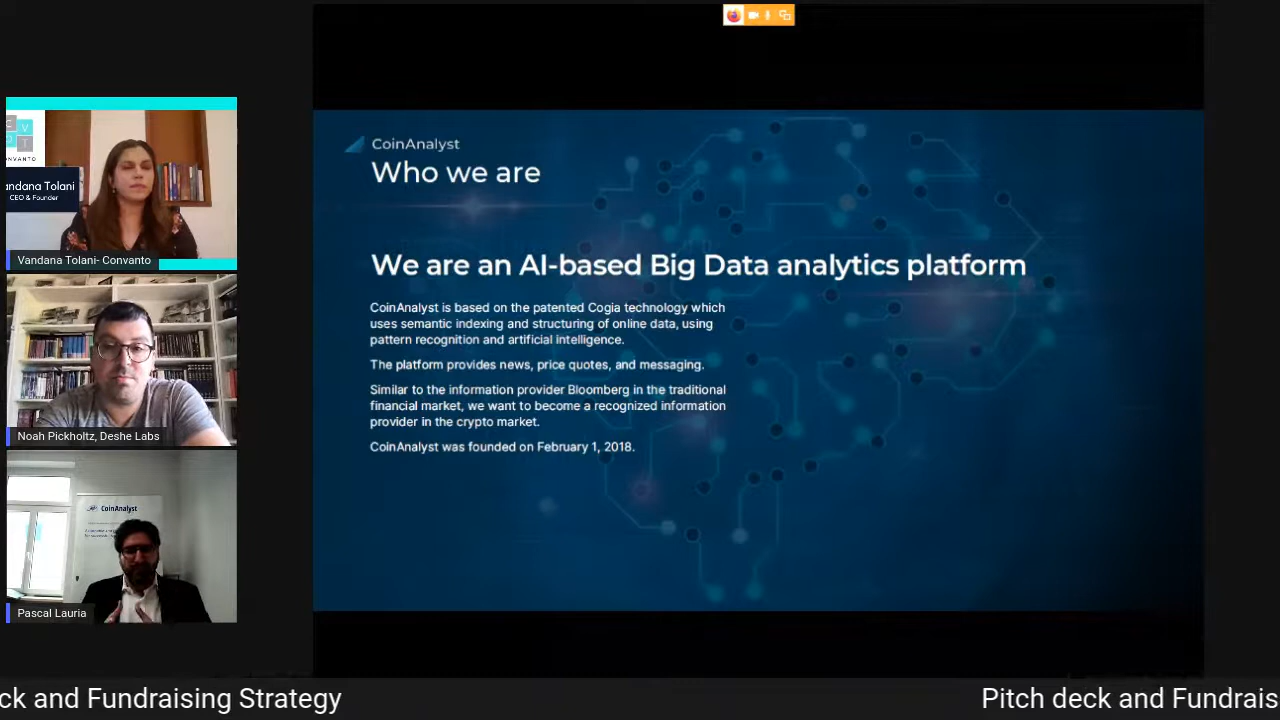 CoinAnalyst
Who we are
We are an AI-based Big Data analytics platform
CoinAnalyst is based on the patented Cogia technology which
uses semantic indexing and structuring of online data, using
pattern recognition and artificial intelligence.
The platform provides news, price quotes, and messaging.
Similar to the information provider Bloomberg in the traditional
financial market, we want to become a recognized information
provider in the crypto market.
CoinAnalyst was founded on February 1, 2018.
ONVANTO
andana Tolani
CEO & Founder
Vandana Tolani- Convanto
Noah Pickholtz, Deshe Labs
CoinAnalyst
Pascal Lauria
ck and Fundraising Strategy
Pitch deck and Fundrais